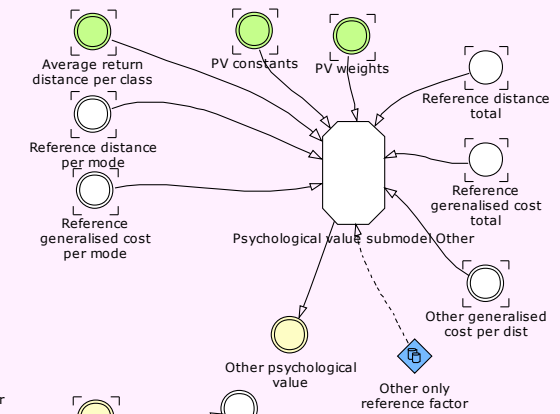 Average return
distance per class
PV constants
PV weights
Reference distance
total
Reference distance
per mode
Reference
gerenalised cost
total
Reference
generalised cost
per mode
Psychological value submodel Other
Other generalised
cost per dist
Other psychological
value
Other only
reference factor
r